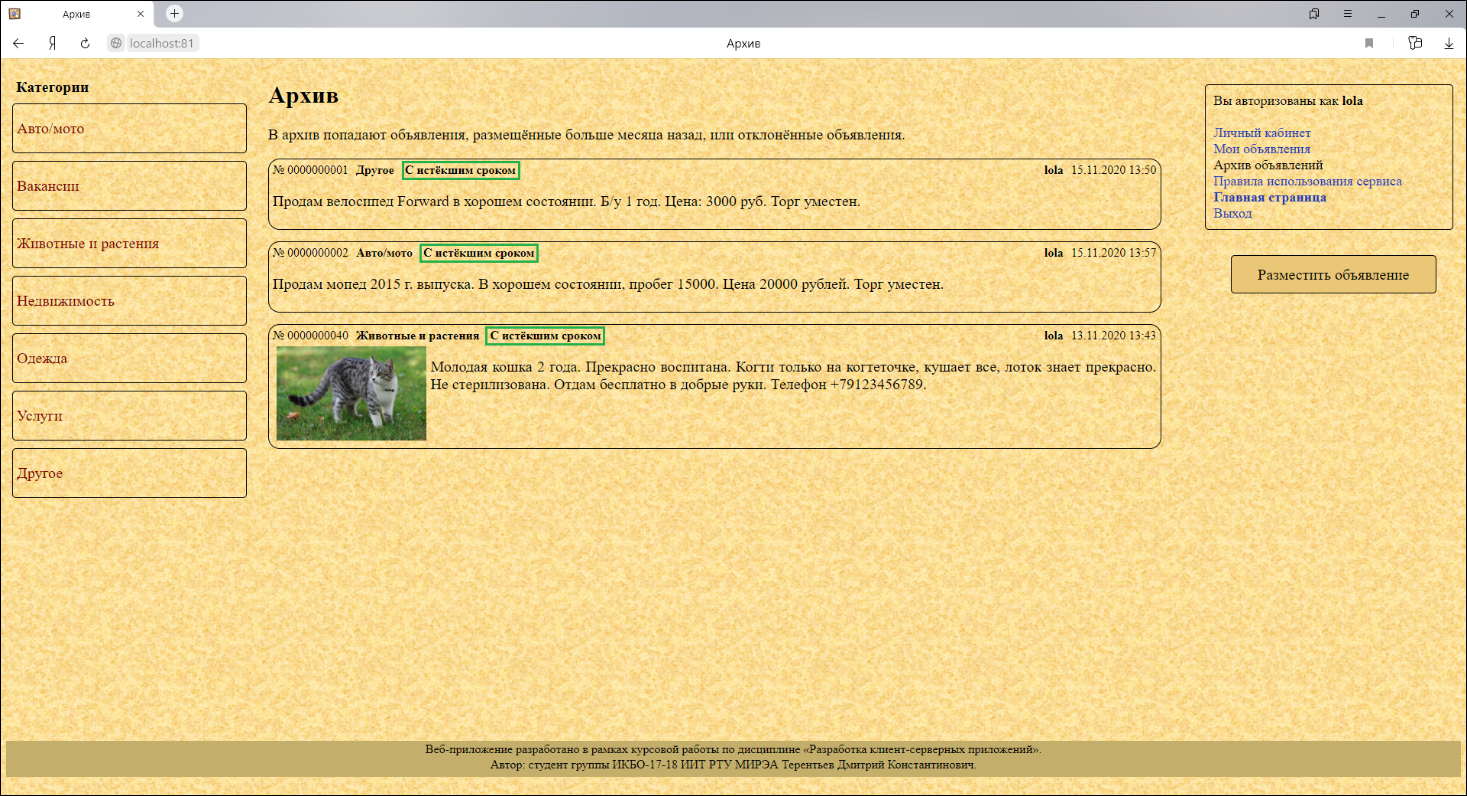 Архив
localhost:81
Архив
Категории
Авто/мото
Вакансии
Животные и растения
Недвижимость
Одежда
Услуги
Другое
Архив
В архив попадают объявления, размещённые больше месяца назад, или отклонённые объявления.
№ 0000000001 Другое С истёкшим сроком lola 15.11.2020 13:50
Продам велосипед Forward в хорошем состоянии. Б/у 1 год. Цена: 3000 руб. Торг уместен.
№ 0000000002 Авто/мото С истёкшим сроком lola 15.11.2020 13:57
Продам мопед 2015 г. выпуска. В хорошем состоянии, пробег 15000. Цена 20000 рублей. Торг уместен.
№ 0000000040 Животные и растения С истёкшим сроком lola 13.11.2020 13:43
Молодая кошка 2 года. Прекрасно воспитана. Когти только на когтеточке, кушает все, лоток знает прекрасно.
Не стерилизована. Отдам бесплатно в добрые руки. Телефон +79123456789.
Вы авторизованы как lola
Личный кабинет
Мои объявления
Архив объявлений
Правила использования сервиса
Главная страница
Выход
Разместить объявление
Веб-приложение разработано в рамках курсовой работы по дисциплине «Разработка клиент-серверных приложений».
Автор: студент группы ИКБО-17-18 ИИТ РТУ МИРЭА Терентьев Дмитрий Константинович.